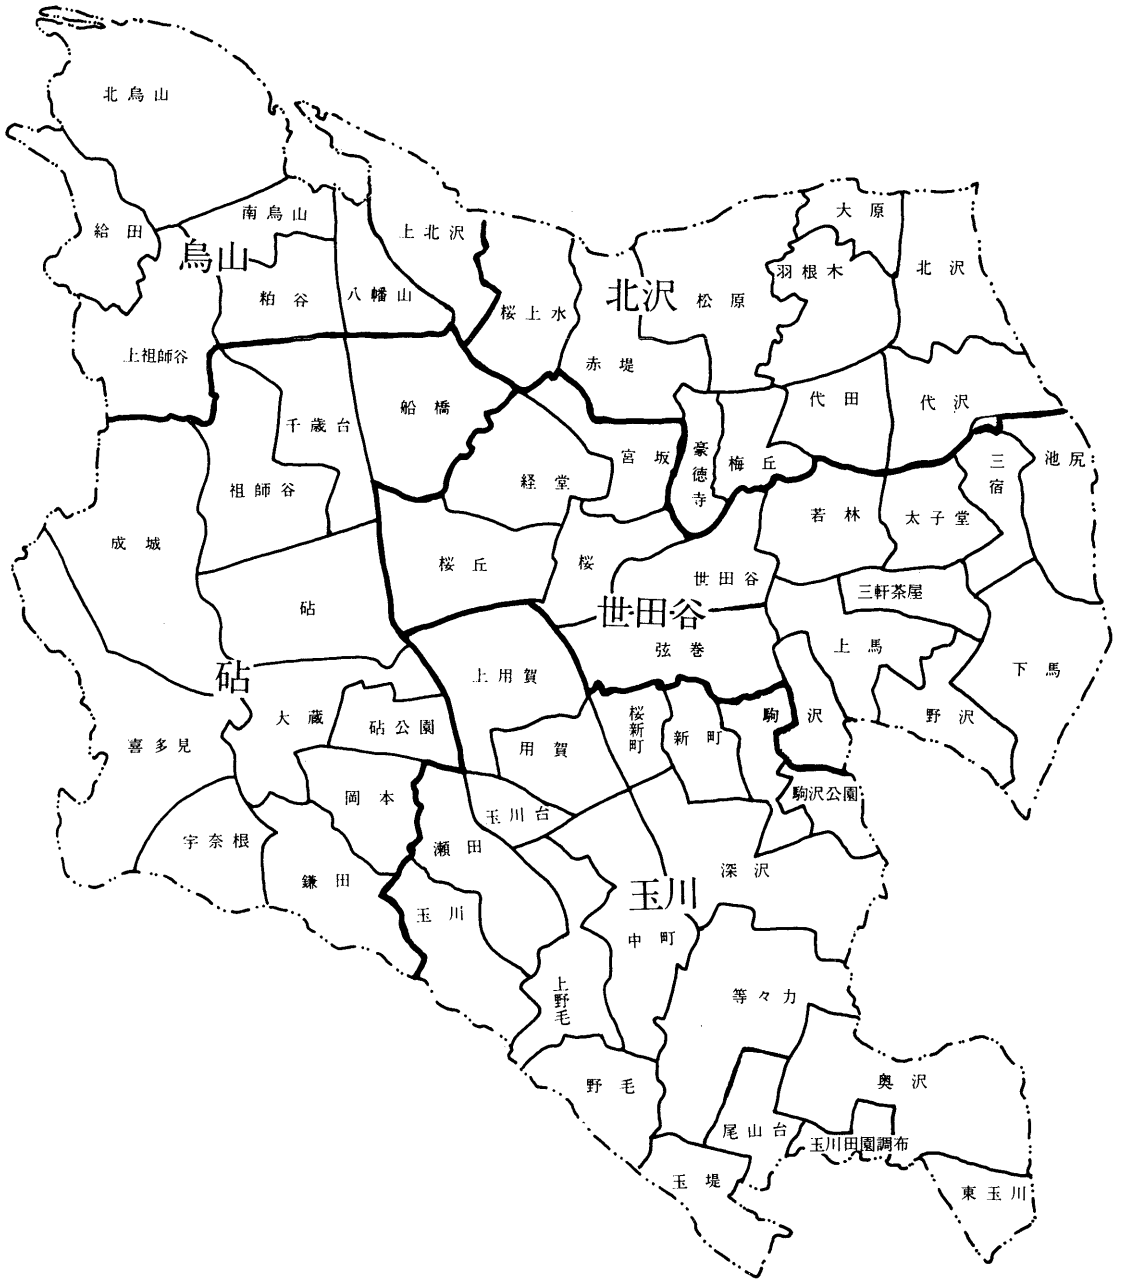 北烏山
給田
南烏山
烏山
上北沢
粕谷
八幡山
上祖師谷
桜上水
北沢
松原
大原
羽根木
北沢
赤堤
代田
代沢
船橋
千歳台
祖師谷
経堂
宮坂
豪徳寺
梅丘
三宿
池尻
若林
太子堂
成城
桜丘
桜
世田谷
三軒茶屋
砧
世田谷
弦巻
上馬
下馬
砧
上用賀
大蔵
砧公園
用賀
桜新町
新町
駒沢
野沢
喜多見
岡本
玉川台
駒沢公園
宇奈根
瀬田
鎌田
玉川
深沢
玉川
中町
上野毛
等々力
野毛
奥沢
尾山台
玉川田園調布
玉堤
東玉川